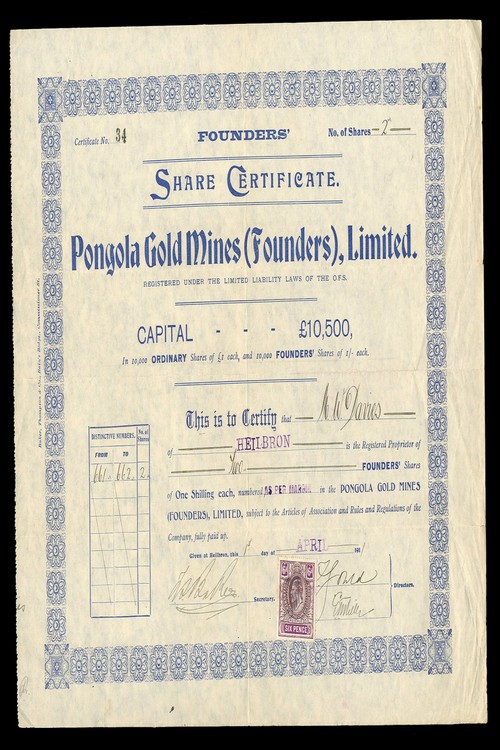 Certificate No. 34
FOUNDERS'
No. of Shares — 2 —
SHARE CERTIFICATE.
Pongola Gold Mines (Founders), Limited.
REGISTERED UNDER THE LIMITED LIABILITY LAWS OF THE O.F.S.
CAPITAL - - - £10,500,
In 10,000 ORDINARY Shares of £1 each, and 10,000 FOUNDERS' Shares of 1/- each.
This is to Certify that Davies
of HEILBRON is the Registered Proprietor of
Two FOUNDERS' Shares
of One Shilling each, numbered AS PER MARGIN in the PONGOLA GOLD MINES
(FOUNDERS), LIMITED, subject to the Articles of Association and Rules and Regulations of the
Company, fully paid up.
Given at Heilbron, this day of APRIL
DISTINCTIVE NUMBERS.
No. of Shares
FROM TO
661. 662. 2.
Secretary.
Directors.
SIX PENCE